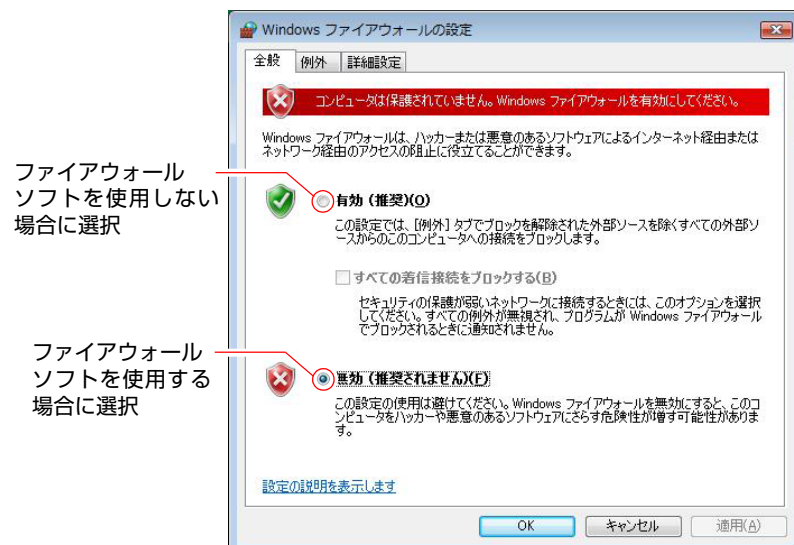 Windows ファイアウォールの設定
全般 例外 詳細設定
コンピュータは保護されていません。Windows ファイアウォールを有効にしてください。
Windows ファイアウォールは、ハッカーまたは悪意のあるソフトウェアによるインターネット経由または
ネットワーク経由のアクセスの阻止に役立てることができます。
ファイアウォール
ソフトを使用しない
場合に選択
有効（推奨）(O)
この設定では、[例外] タブでブロックを解除された外部ソースを除くすべての外部ソ
ースからのこのコンピュータへの接続をブロックします。
すべての着信接続をブロックする(B)
セキュリティの保護が弱いネットワークに接続するときには、このオプションを選択
してください。すべての例外が無視され、プログラムが Windows ファイアウォール
でブロックされるときに通知されません。
ファイアウォール
ソフトを使用する
場合に選択
無効（推奨されません）(F)
この設定の使用は避けてください。Windows ファイアウォールを無効にすると、このコ
ンピュータをハッカーや悪意のあるソフトウェアにさらす危険性が増す可能性がありま
す。
設定の説明を表示します
OK キャンセル 適用(A)